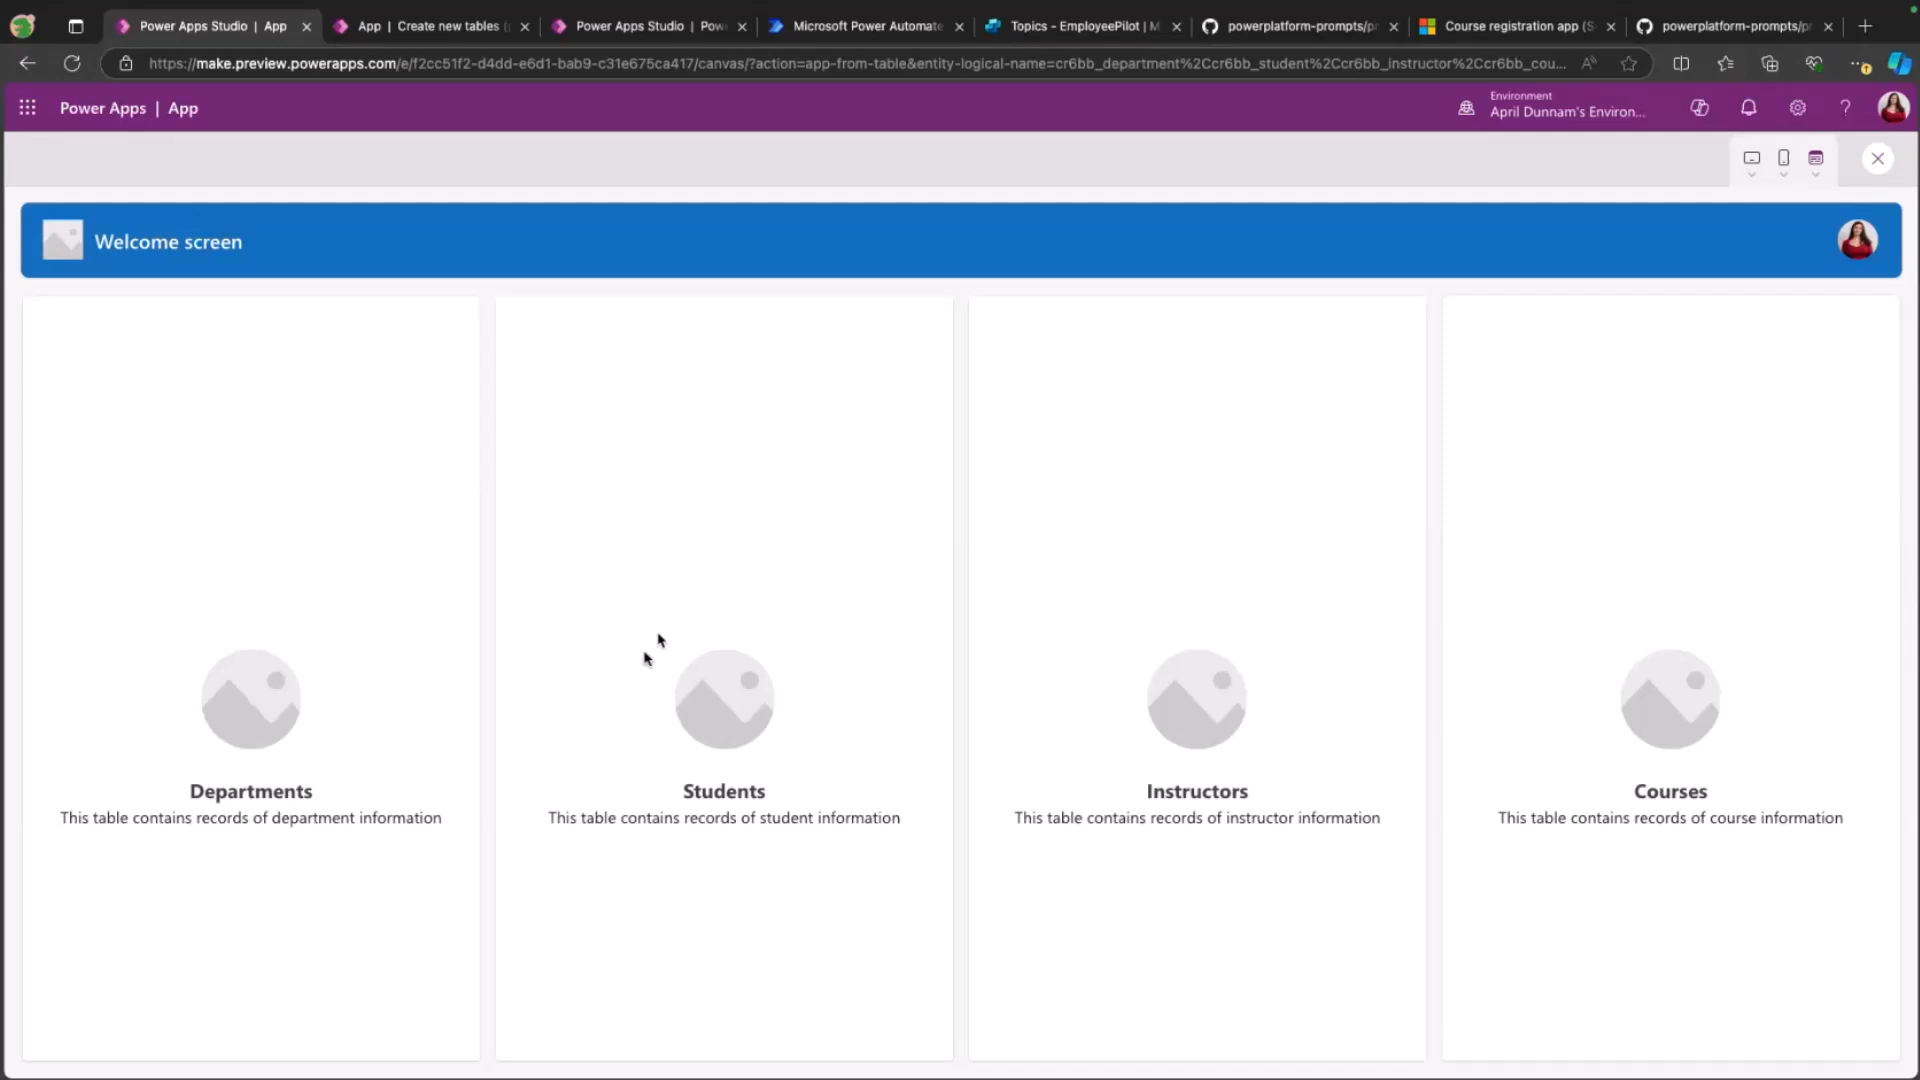 Power Apps Studio | App
App | Create new tables (
Power Apps Studio | Pow
Microsoft Power Automate
Topics - EmployeePilot | M
powerplatform-prompts/pr
Course registration app (S
powerplatform-prompts/pr
https://make.preview.powerapps.com/e/f2cc51f2-d4dd-e6d1-bab9-c31e675ca417/canvas/?action=app-from-table&entity-logical-name=cr6bb_department%2Ccr6bb_student%2Ccr6bb_instructor%2Ccr6bb_cou...
Power Apps | App
Environment
April Dunnam's Environ...
Welcome screen
Departments
This table contains records of department information
Students
This table contains records of student information
Instructors
This table contains records of instructor information
Courses
This table contains records of course information